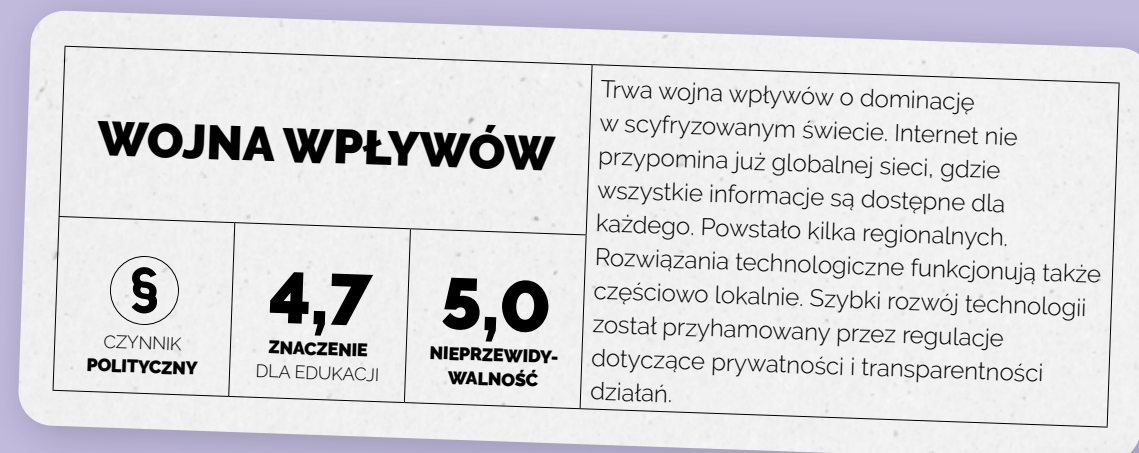 WOJNA WPŁYWÓW
§
CZYNNIK
POLITYCZNY
4,7
ZNACZENIE
DLA EDUKACJI
5,0
NIEPRZEWIDY-
WALNOŚĆ
Trwa wojna wpływów o dominację
w scyfryzowanym świecie. Internet nie
przypomina już globalnej sieci, gdzie
wszystkie informacje są dostępne dla
każdego. Powstało kilka regionalnych.
Rozwiązania technologiczne funkcjonują także
częściowo lokalnie. Szybki rozwój technologii
został przyhamowany przez regulacje
dotyczące prywatności i transparentności
działań.